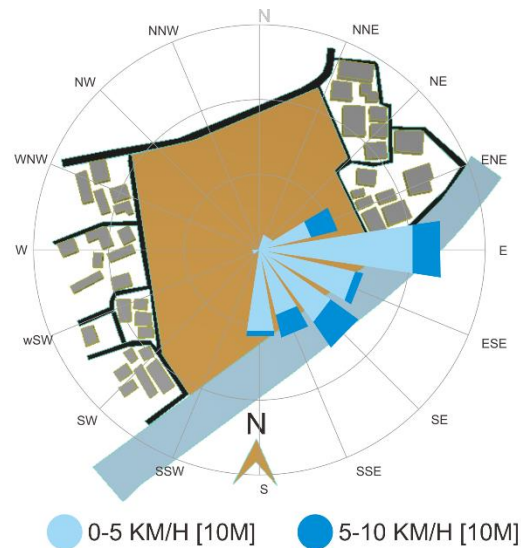 N
NNW
NNE
NW
NE
WNW
ENE
W
E
wSW
ESE
SW
SE
SSW
SSE
N
S
0-5 KM/H [10M]
5-10 KM/H [10M]